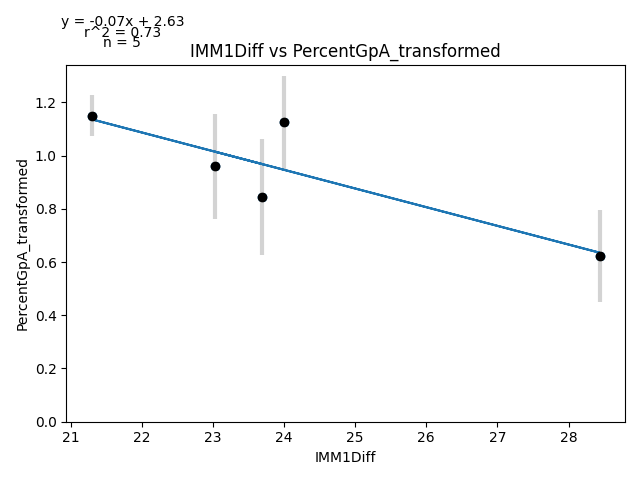 y = -0.07x + 2.63
r^2 = 0.73
n = 5
IMM1Diff vs PercentGpA_transformed
PercentGpA_transformed
1.2
1.0
0.8
0.6
0.4
0.2
0.0
21 22 23 24 25 26 27 28
IMM1Diff